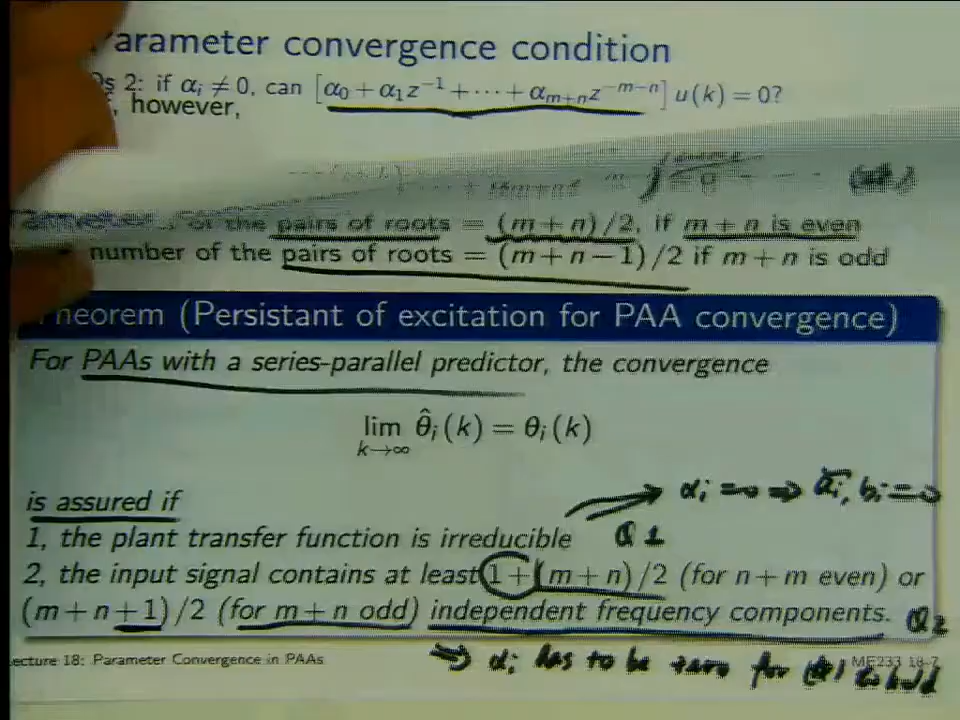 arameter convergence condition
Qs 2: if αᵢ ≠ 0, can [α₀ + α₁z⁻¹ + ··· + αₘ₊ₙz⁻ᵐ⁻ⁿ] u(k) = 0?
, however,
of the pairs of roots = (m + n)/2, if m + n is even
number of the pairs of roots = (m + n − 1)/2 if m + n is odd
heorem (Persistant of excitation for PAA convergence)
For PAAs with a series-parallel predictor, the convergence
lim θ̂ᵢ(k) = θᵢ(k)
k→∞
is assured if
αᵢ = 0 ⇒ ãᵢ, b̃ᵢ = 0
1, the plant transfer function is irreducible Q1
2, the input signal contains at least 1 + (m + n)/2 (for n + m even) or
(m + n + 1)/2 (for m + n odd) independent frequency components. Q2
ecture 18: Parameter Convergence in PAAs
ME233 18-7
⇒ αᵢ has to be zero for